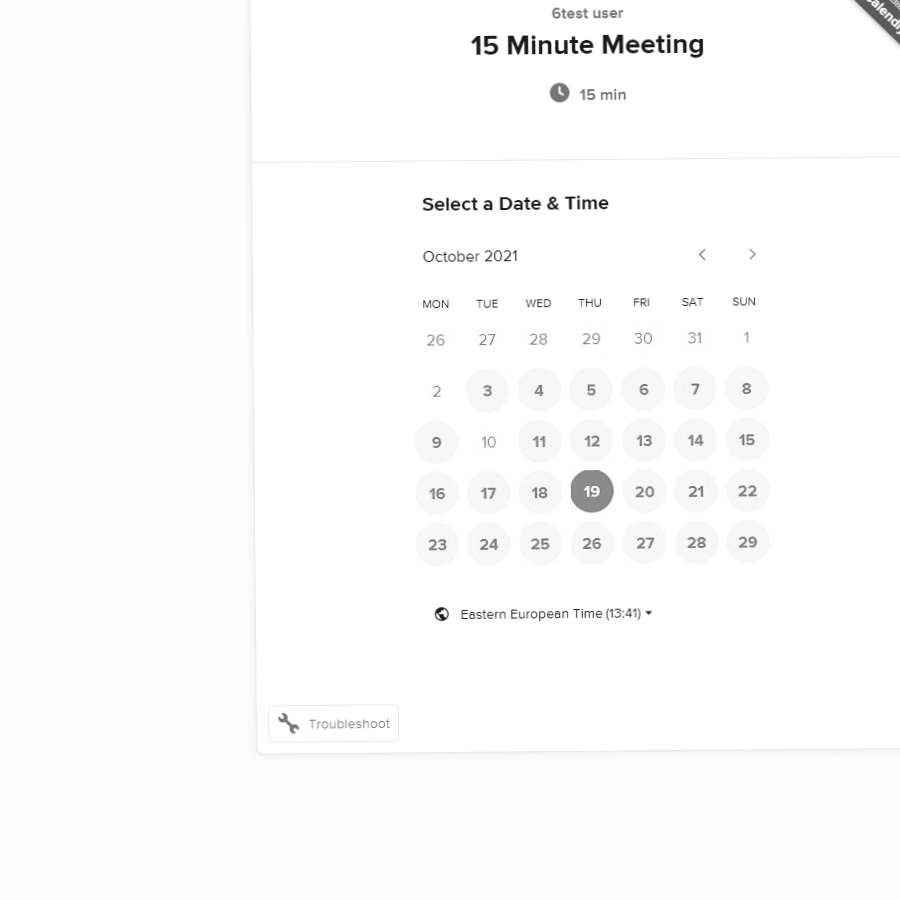 6test user
15 Minute Meeting
15 min
Select a Date & Time
October 2021
MON TUE WED THU FRI SAT SUN
26 27 28 29 30 31 1
2 3 4 5 6 7 8
9 10 11 12 13 14 15
16 17 18 19 20 21 22
23 24 25 26 27 28 29
Eastern European Time (13:41)
Troubleshoot